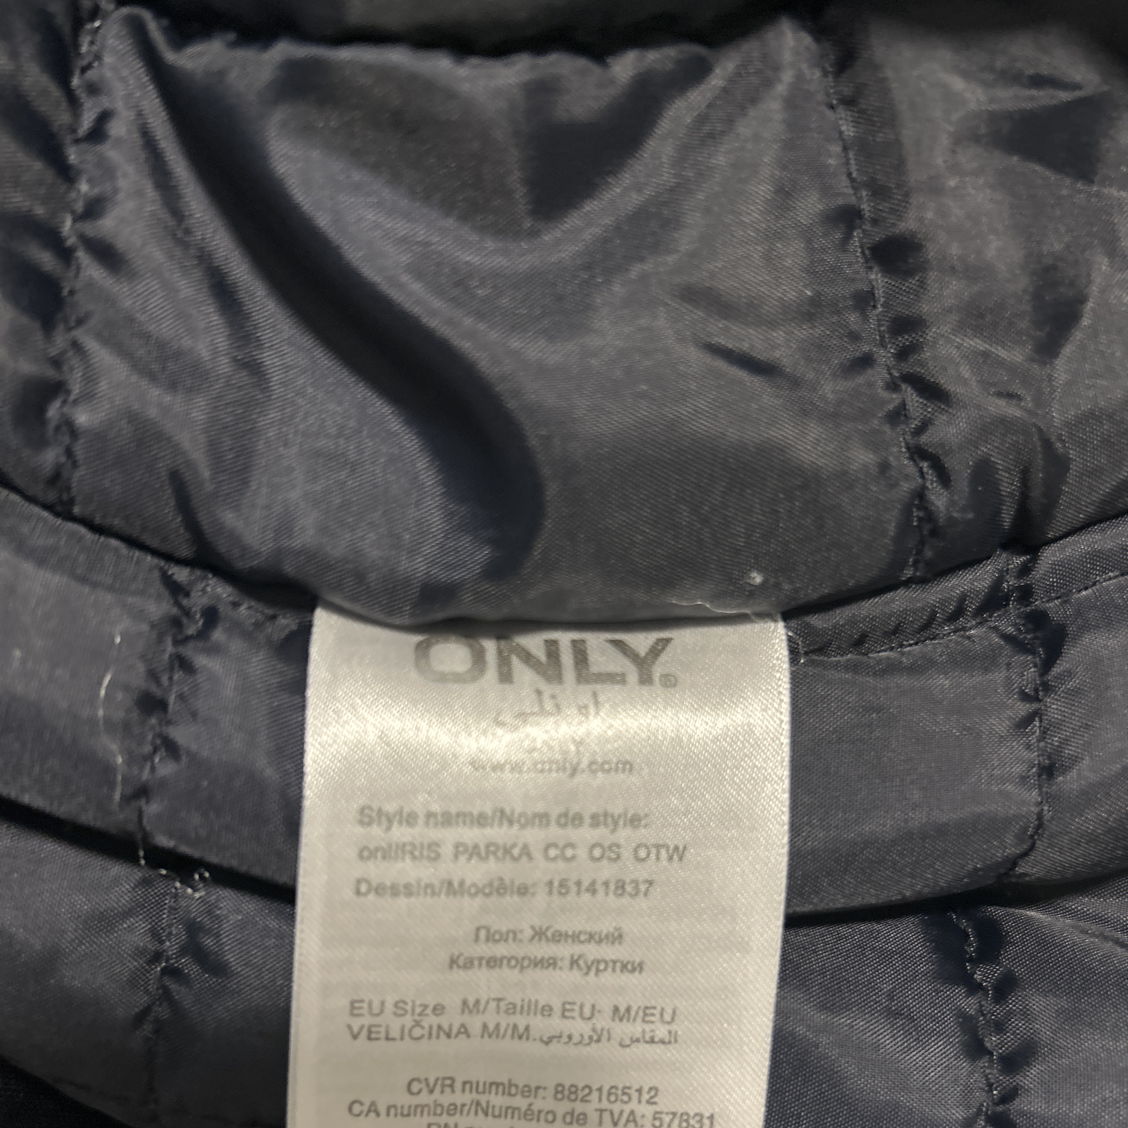 ONLY®
اونلي
ONLY
www.only.com
Style name/Nom de style:
onlIRIS PARKA CC OS OTW
Dessin/Modèle: 15141837
Пол: Женский
Категория: Куртки
EU Size M/Taille EU- M/EU
VELIČINA M/M.المقاس الأوروبي
CVR number: 88216512
CA number/Numéro de TVA: 57831